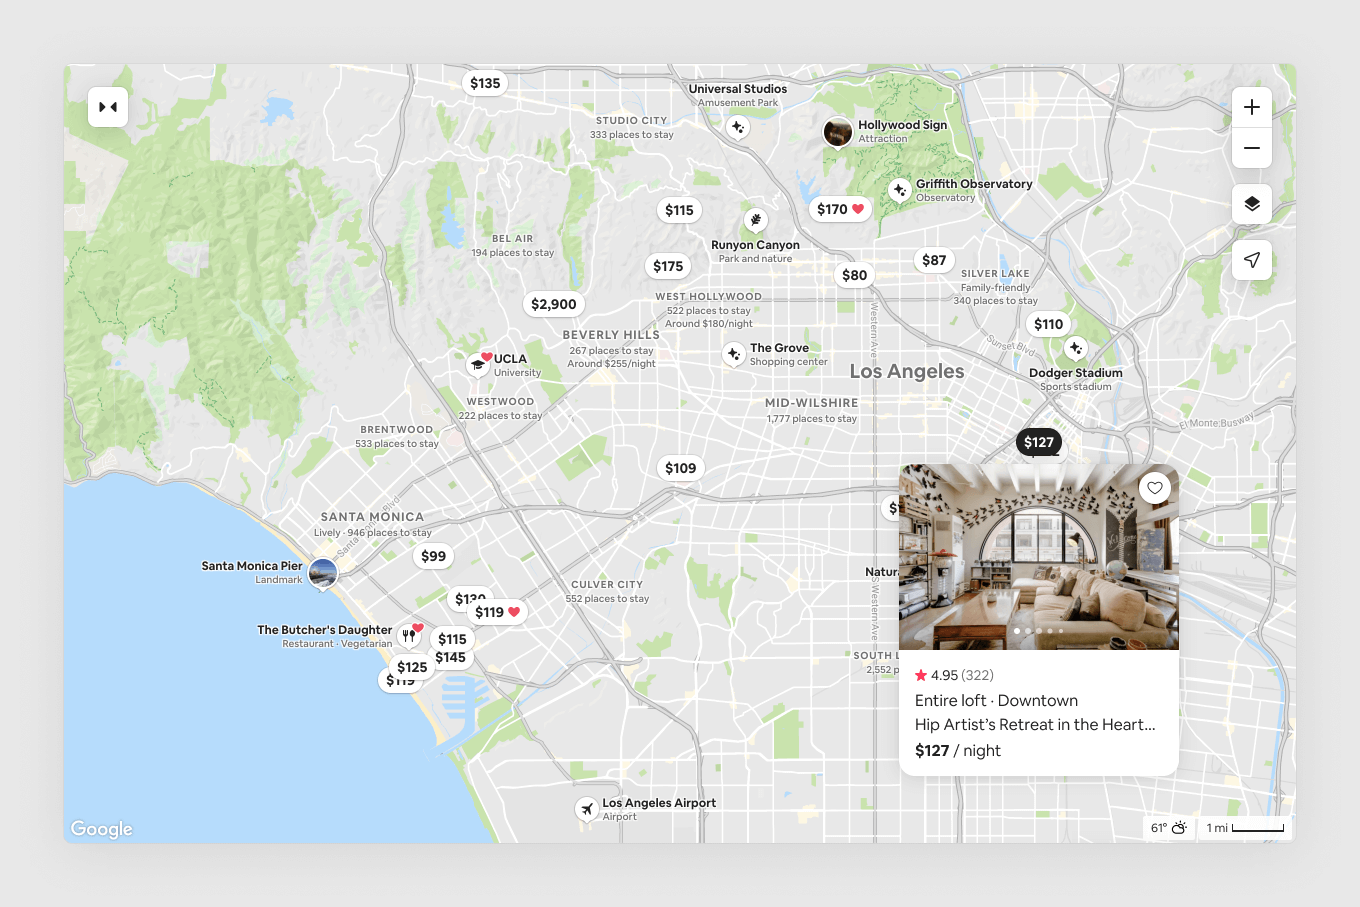 $135
Universal Studios
Amusement Park
STUDIO CITY
333 places to stay
Hollywood Sign
Attraction
Griffith Observatory
Observatory
$115
$170
BEL AIR
194 places to stay
Runyon Canyon
Park and nature
$175
$80
$87
SILVER LAKE
Family-friendly
340 places to stay
$2,900
WEST HOLLYWOOD
522 places to stay
Around $180/night
Western Ave
$110
Sunset Blvd
BEVERLY HILLS
267 places to stay
Around $255/night
The Grove
Shopping center
UCLA
University
Los Angeles
Dodger Stadium
Sports stadium
WESTWOOD
222 places to stay
MID-WILSHIRE
1,777 places to stay
El Monte Busway
BRENTWOOD
533 places to stay
$127
$109
SANTA MONICA
Lively · 946 places to stay
$99
Santa Monica Pier
Landmark
CULVER CITY
552 places to stay
S Western Ave
$130
$119
The Butcher's Daughter
Restaurant · Vegetarian
$115
$145
$125
$119
SOUTH L
2,552 p
4.95 (322)
Entire loft · Downtown
Hip Artist’s Retreat in the Heart...
$127 / night
Los Angeles Airport
Airport
Google
61°
1 mi